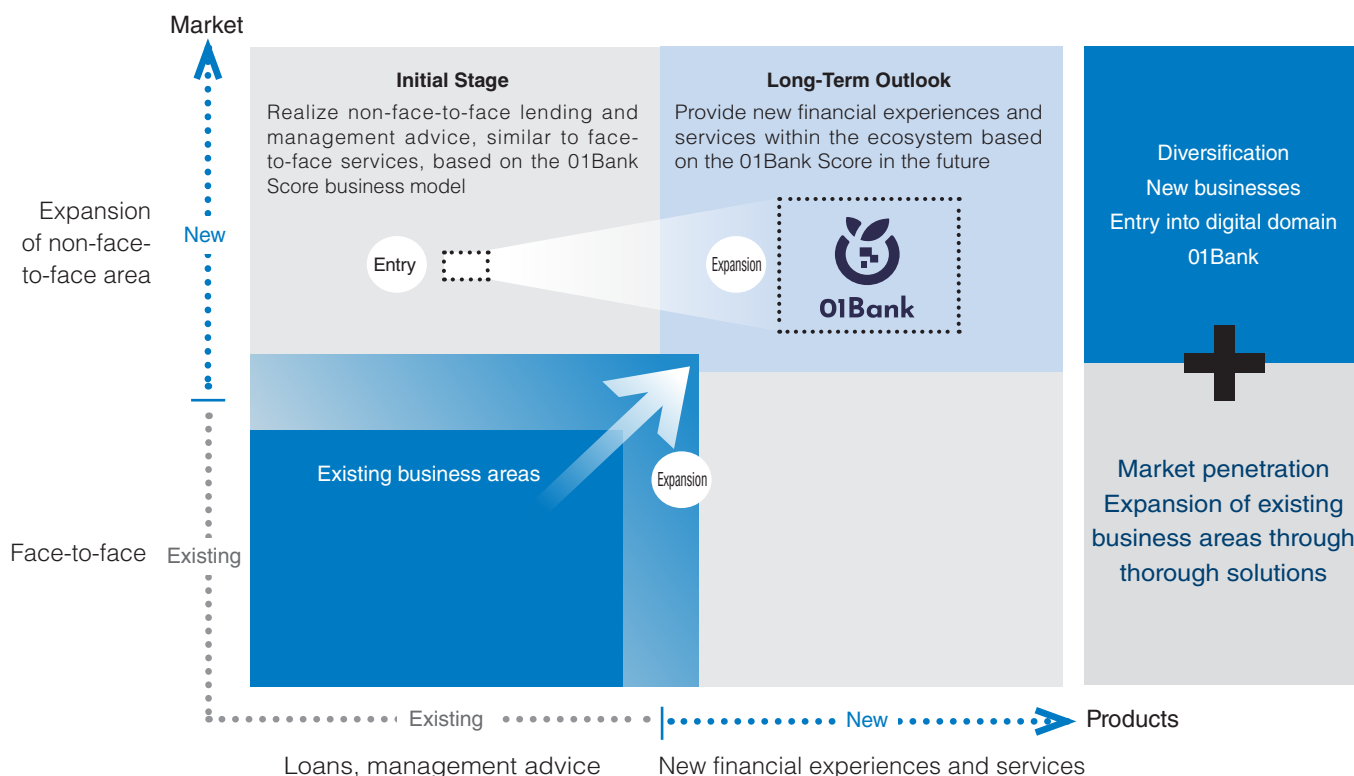 Market
Initial Stage
Realize non-face-to-face lending and
management advice, similar to face-
to-face services, based on the 01Bank
Score business model
Long-Term Outlook
Provide new financial experiences and
services within the ecosystem based
on the 01Bank Score in the future
Diversification
New businesses
Entry into digital domain
01Bank
Expansion
of non-face-
to-face area
New
Entry
Expansion
01Bank
Existing business areas
Expansion
Market penetration
Expansion of existing
business areas through
thorough solutions
Face-to-face
Existing
Existing
New
Products
Loans, management advice
New financial experiences and services